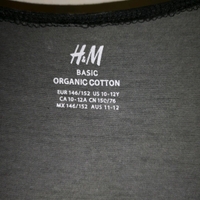 H&M
BASIC
ORGANIC COTTON
EUR 146/152 US 10-12Y
CA 10-12A CN 150/76
MX 146/152 AUS 11-12